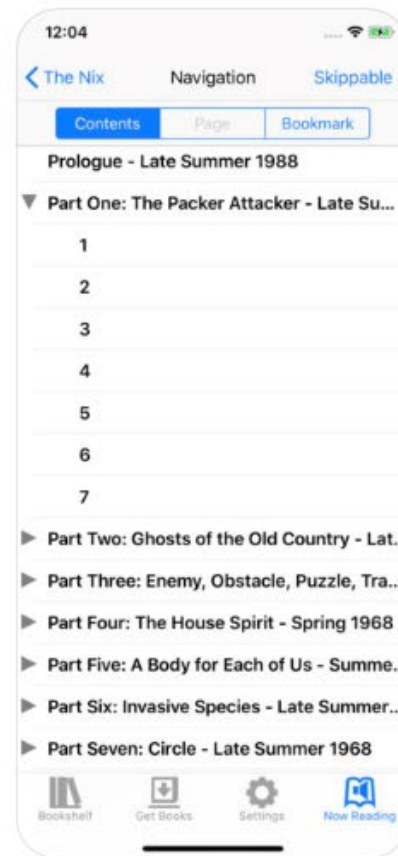 12:04
The Nix Navigation Skippable
Contents Page Bookmark
Prologue - Late Summer 1988
Part One: The Packer Attacker - Late Su...
1
2
3
4
5
6
7
Part Two: Ghosts of the Old Country - Lat.
Part Three: Enemy, Obstacle, Puzzle, Tra..
Part Four: The House Spirit - Spring 1968
Part Five: A Body for Each of Us - Summe.
Part Six: Invasive Species - Late Summer..
Part Seven: Circle - Late Summer 1968
Bookshelf Get Books Settings Now Reading